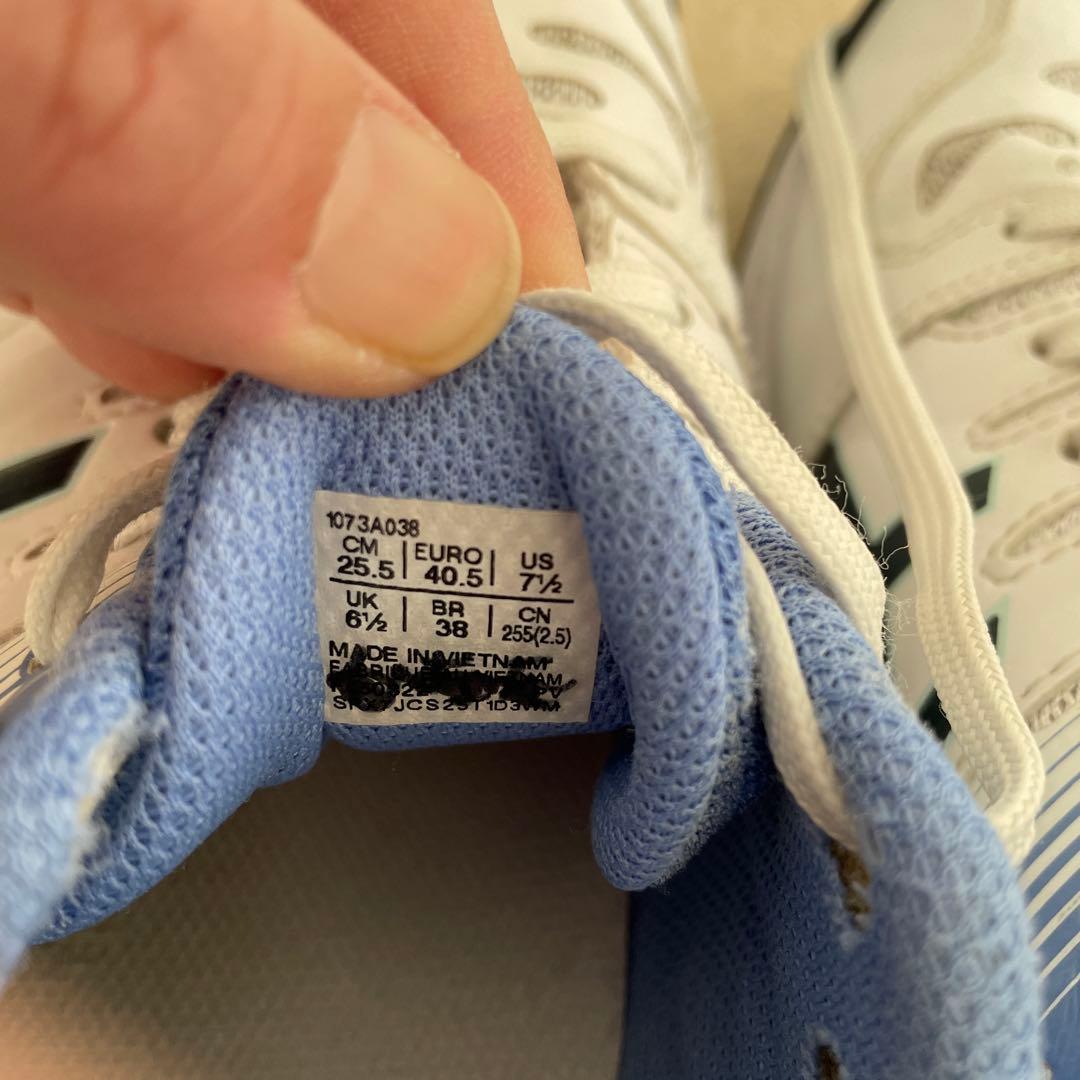 1073A038
CM | EURO | US
25.5 | 40.5 | 7½
UK | BR | CN
6½ | 38 | 255(2.5)
MADE IN VIETNAM
VIETNAM